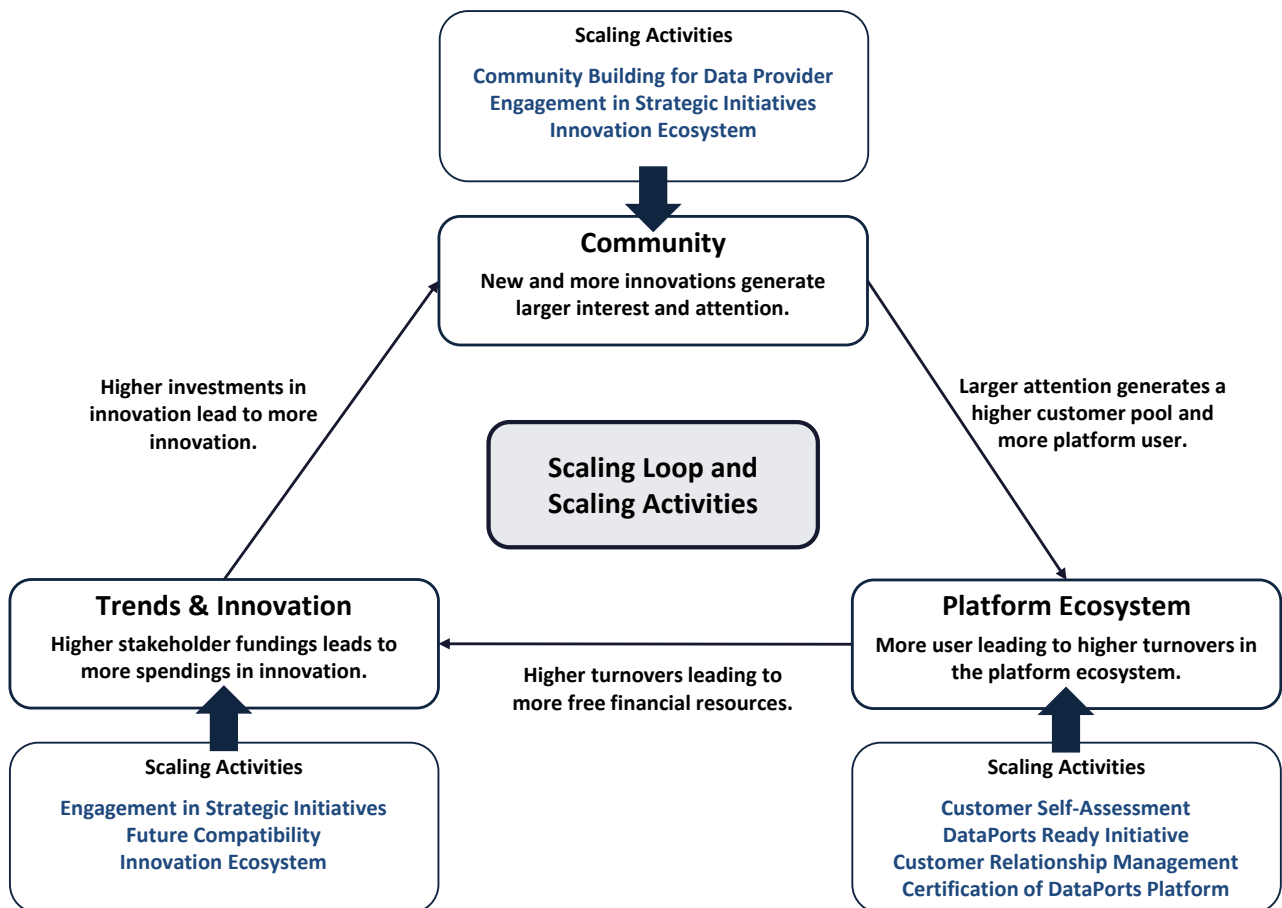 Scaling Activities
Community Building for Data Provider
Engagement in Strategic Initiatives
Innovation Ecosystem
Community
New and more innovations generate
larger interest and attention.
Higher investments in
innovation lead to more
innovation.
Larger attention generates a
higher customer pool and
more platform user.
Scaling Loop and
Scaling Activities
Trends & Innovation
Higher stakeholder fundings leads to
more spendings in innovation.
Higher turnovers leading to
more free financial resources.
Platform Ecosystem
More user leading to higher turnovers in
the platform ecosystem.
Scaling Activities
Engagement in Strategic Initiatives
Future Compatibility
Innovation Ecosystem
Scaling Activities
Customer Self-Assessment
DataPorts Ready Initiative
Customer Relationship Management
Certification of DataPorts Platform